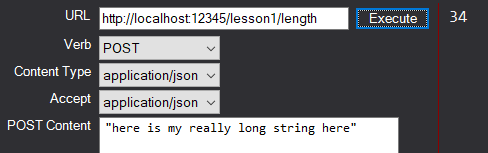 URL http://localhost:12345/lesson1/length Execute 34
Verb POST
Content Type application/json
Accept application/json
POST Content "here is my really long string here"